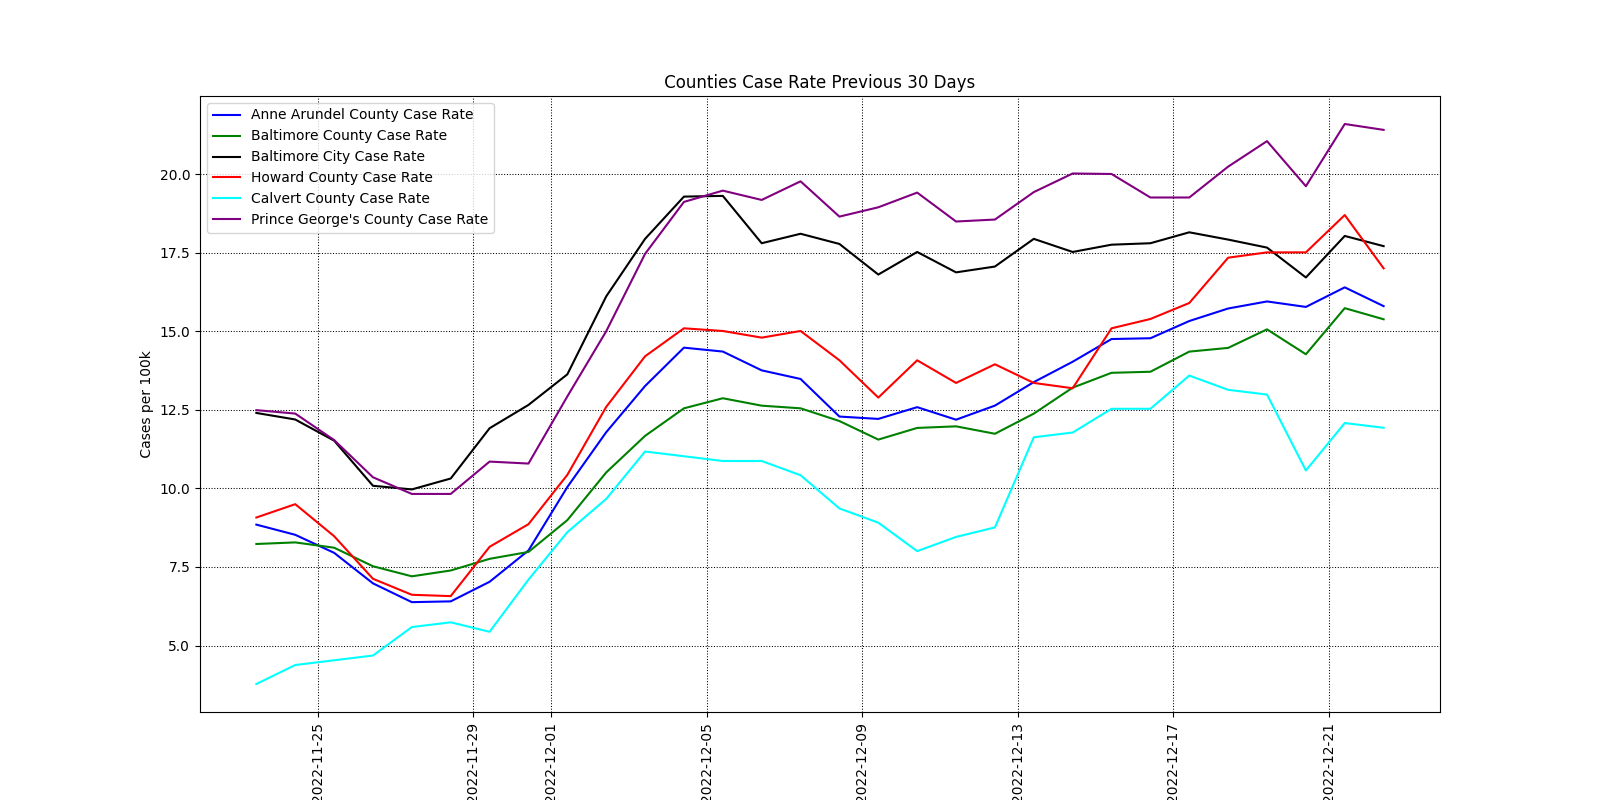 Counties Case Rate Previous 30 Days
Anne Arundel County Case Rate
Baltimore County Case Rate
Baltimore City Case Rate
Howard County Case Rate
Calvert County Case Rate
Prince George's County Case Rate
Cases per 100k
20.0
17.5
15.0
12.5
10.0
7.5
5.0
2022-11-25
2022-11-29
2022-12-01
2022-12-05
2022-12-09
2022-12-13
2022-12-17
2022-12-21